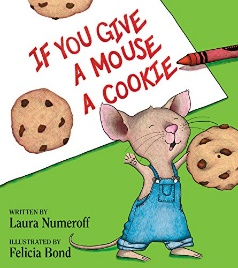 IF YOU GIVE
A MOUSE
A COOKIE
WRITTEN BY
Laura Numeroff
ILLUSTRATED BY
Felicia Bond